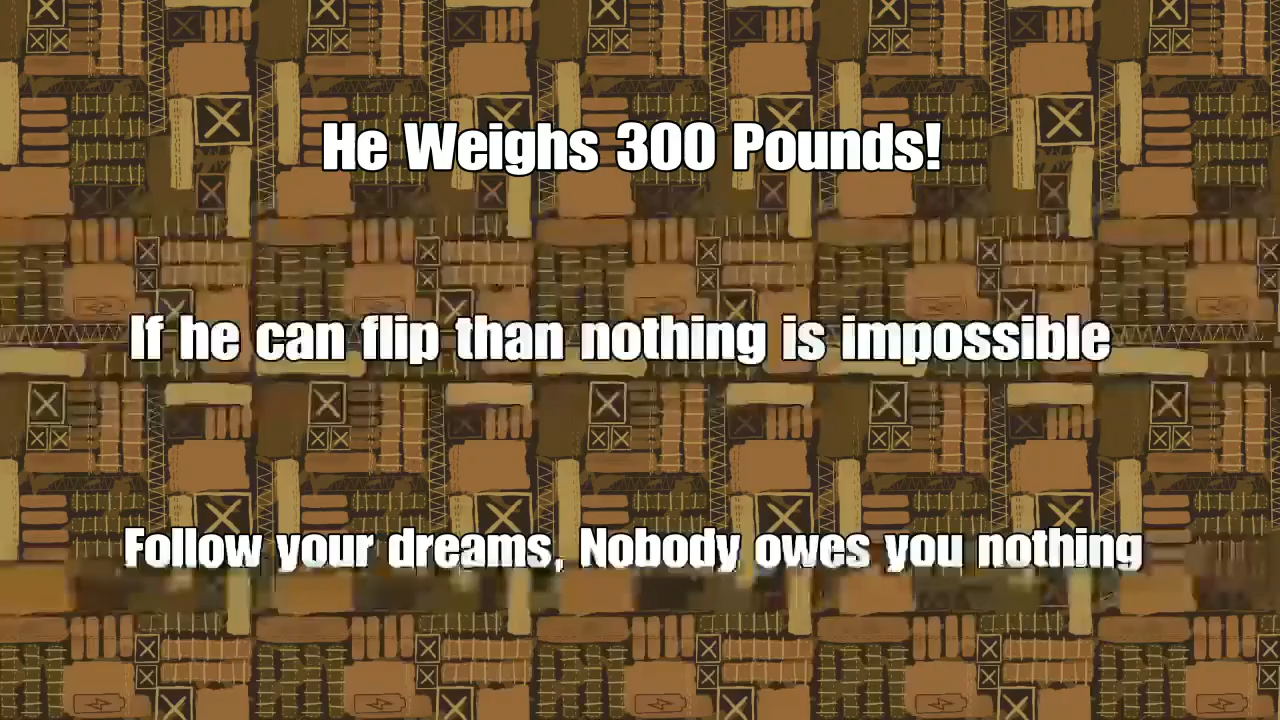 He Weighs 300 Pounds!
If he can flip than nothing is impossible
Follow your dreams, Nobody owes you nothing